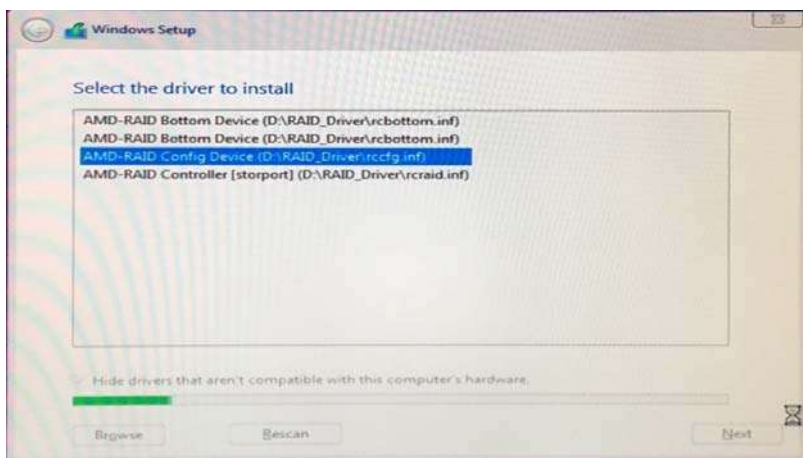 Windows Setup
Select the driver to install
AMD-RAID Bottom Device (D:\RAID_Driver\rcbottom.inf)
AMD-RAID Bottom Device (D:\RAID_Driver\rcbottom.inf)
AMD-RAID Config Device (D:\RAID_Driver\rccfg.inf)
AMD-RAID Controller [storport] (D:\RAID_Driver\rcraid.inf)
Hide drivers that aren't compatible with this computer's hardware.
Browse Rescan Next